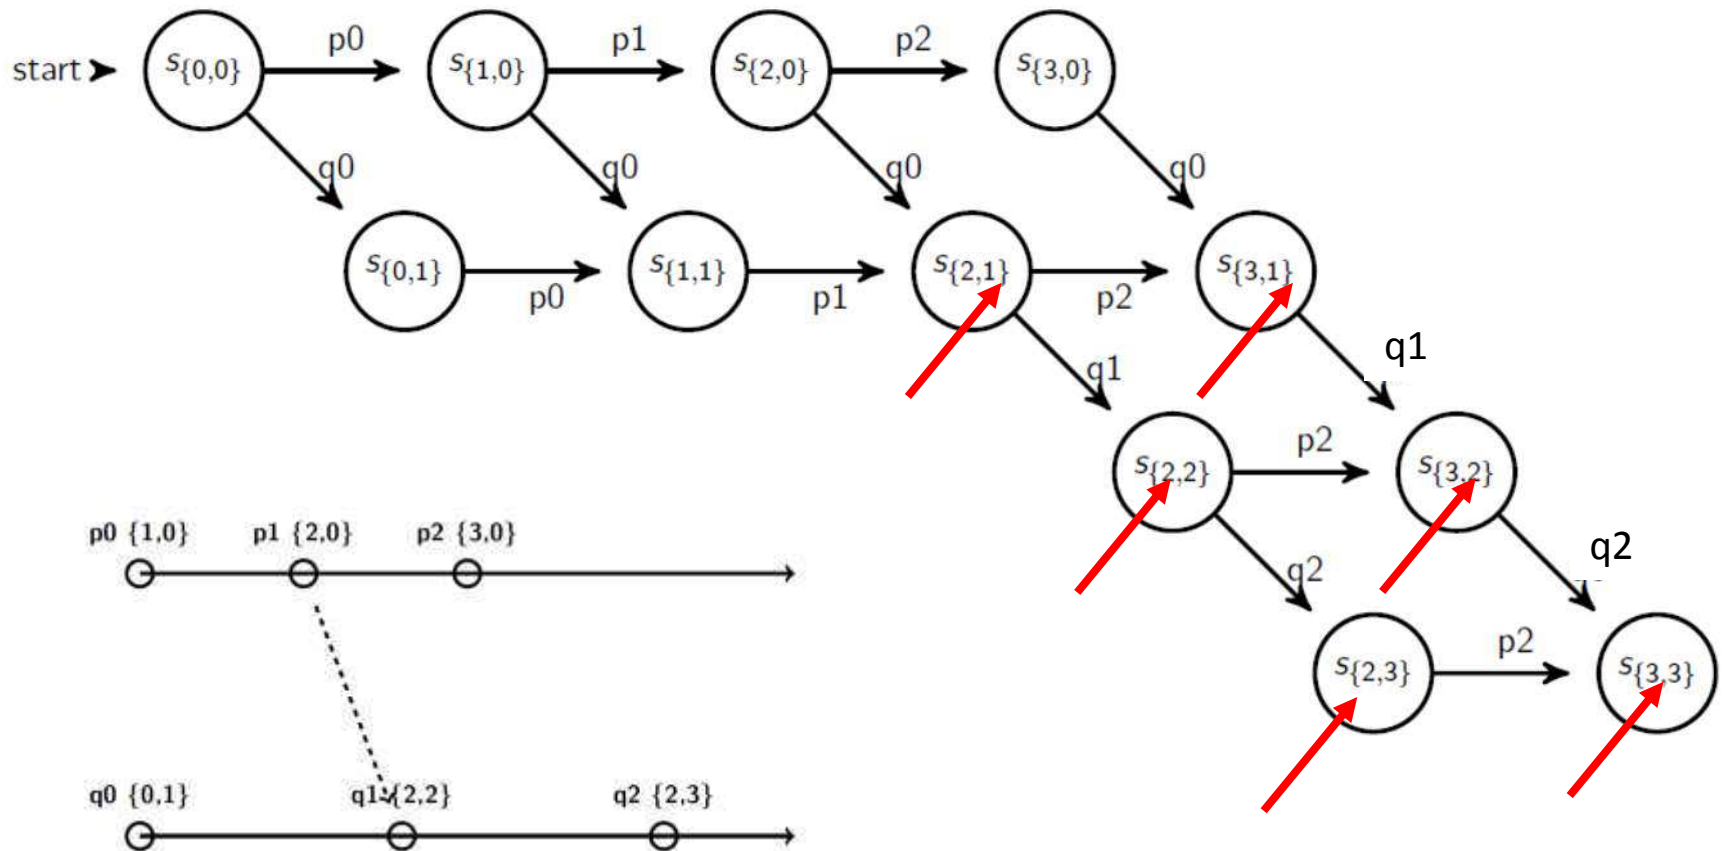 p0 p1 p2
start S{0,0} S{1,0} S{2,0} S{3,0}
q0 q0 q0 q0
S{0,1} S{1,1} S{2,1} S{3,1}
p0 p1 p2
q1 q1
S{2,2} p2 S{3,2}
p0 {1,0} p1 {2,0} p2 {3,0}
q2 q2
S{2,3} p2 S{3,3}
q0 {0,1} q1 {2,2} q2 {2,3}